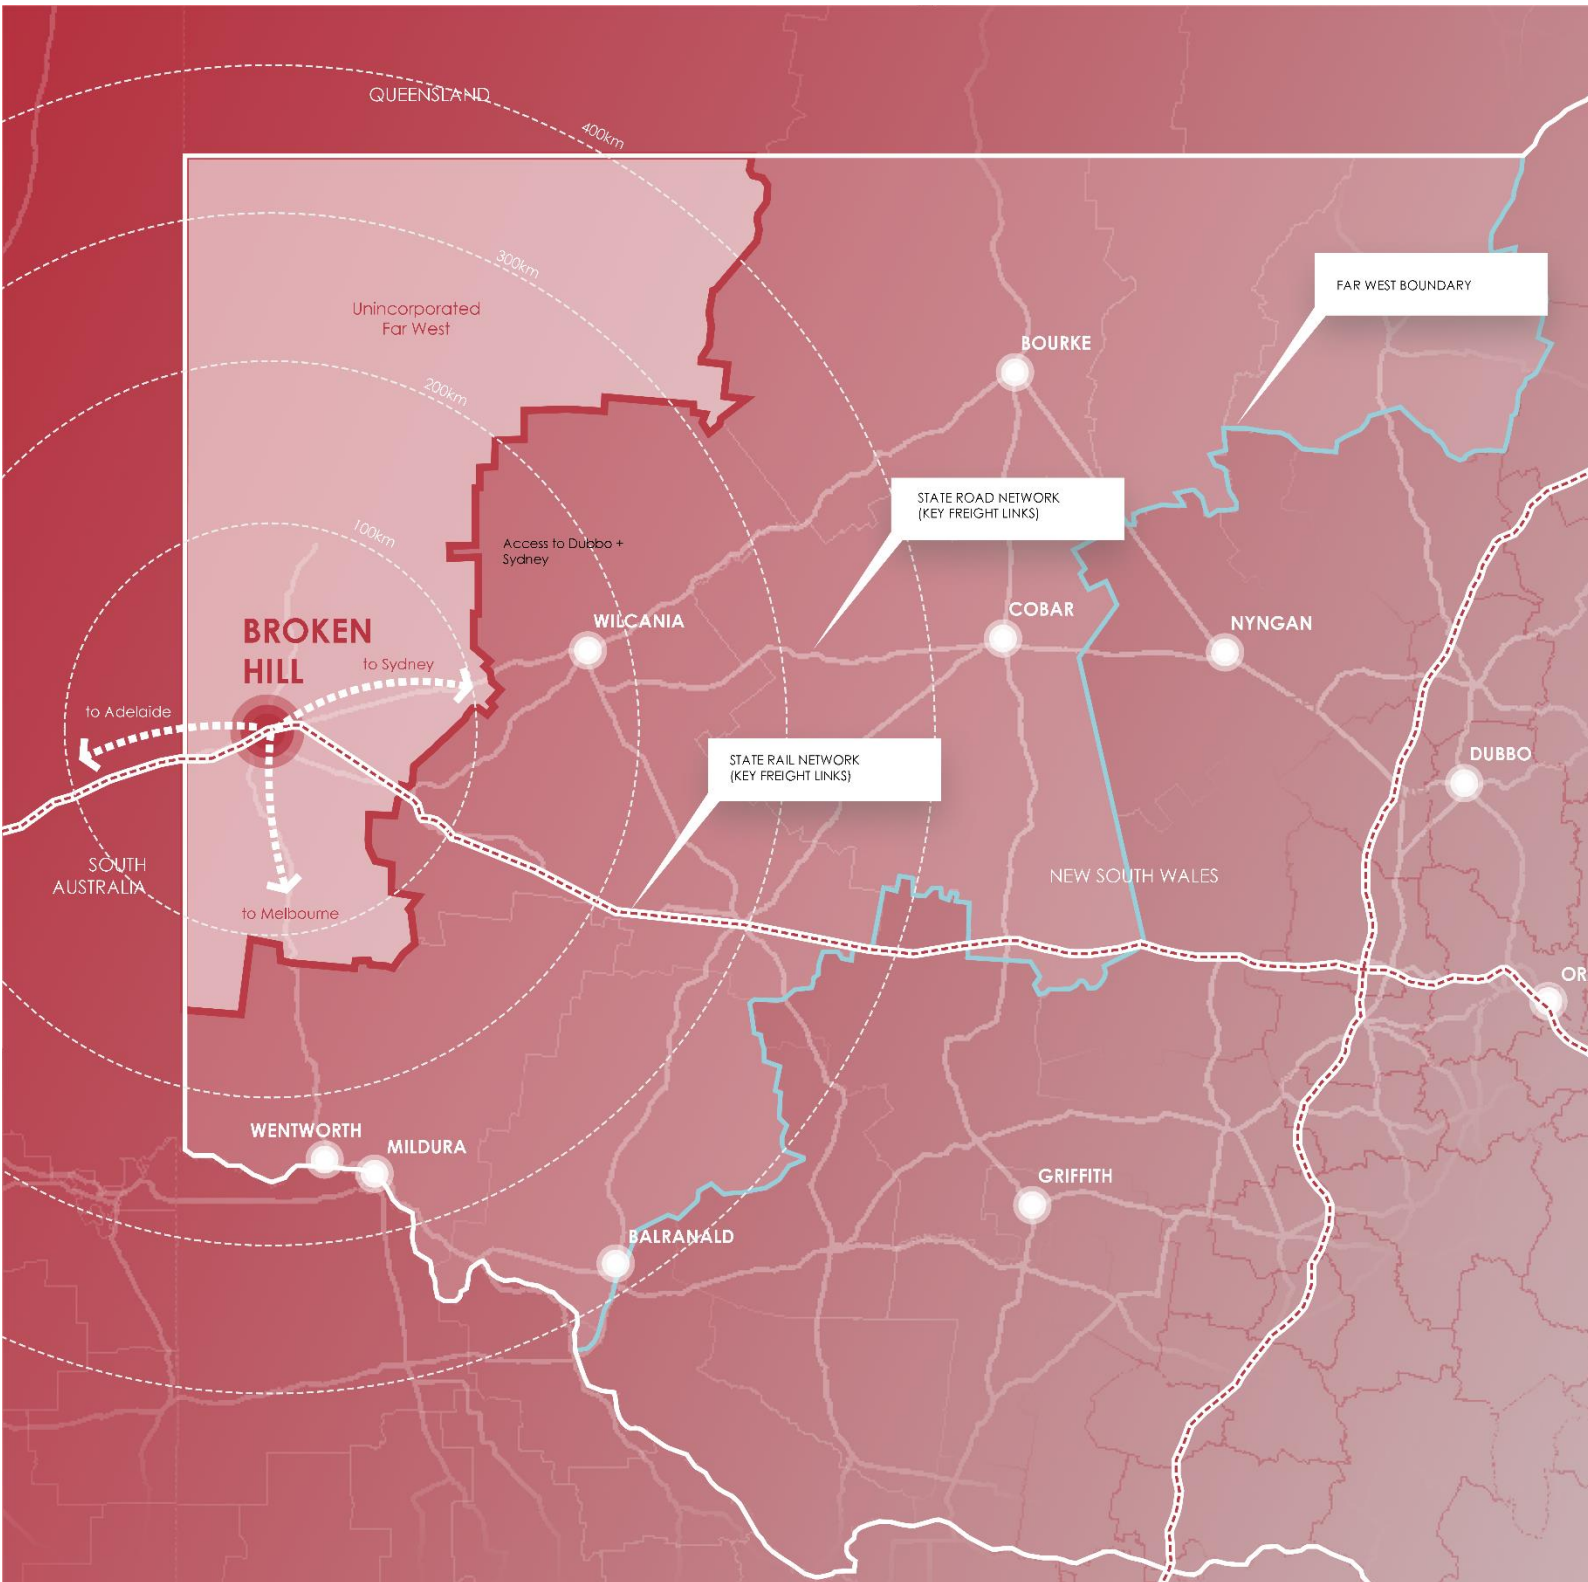 QUEENSLAND
400km
300km
FAR WEST BOUNDARY
Unincorporated
Far West
BOURKE
200km
STATE ROAD NETWORK
(KEY FREIGHT LINKS)
100km
Access to Dubbo +
Sydney
WILCANIA
COBAR
NYNGAN
BROKEN
HILL
to Sydney
to Adelaide
STATE RAIL NETWORK
(KEY FREIGHT LINKS)
DUBBO
SOUTH
AUSTRALIA
NEW SOUTH WALES
to Melbourne
OR
WENTWORTH
MILDURA
GRIFFITH
BALRANALD